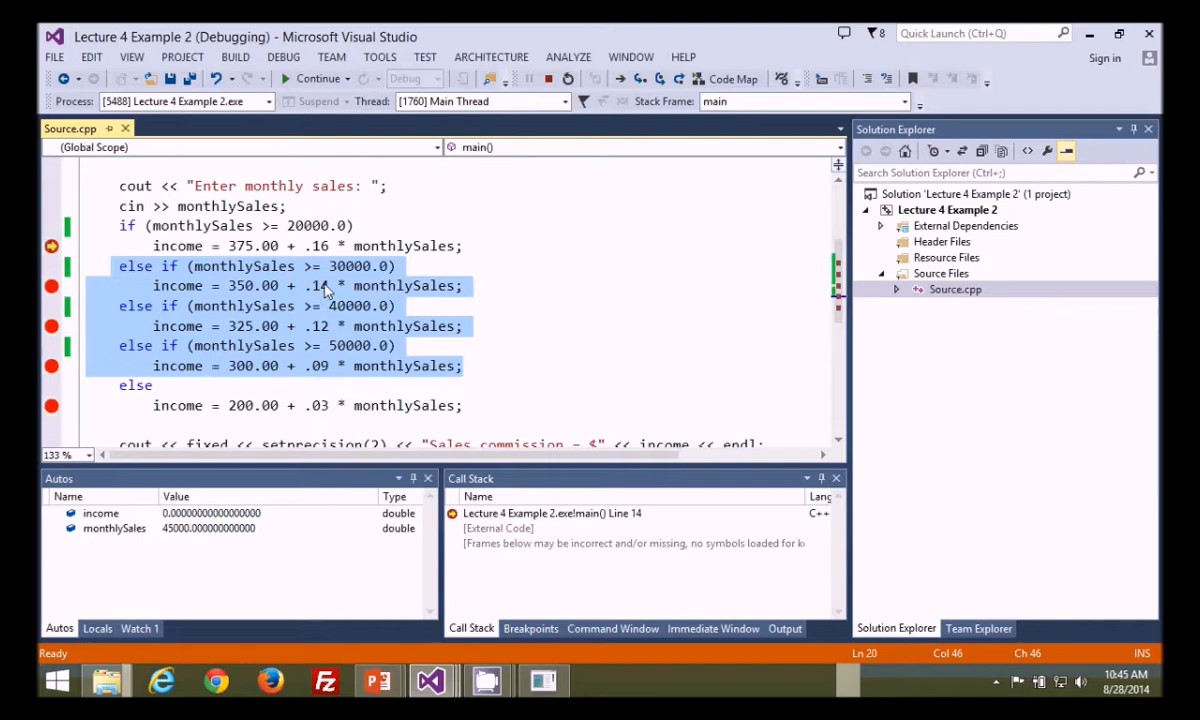 Lecture 4 Example 2 (Debugging) - Microsoft Visual Studio
8
Quick Launch (Ctrl+Q)
FILE EDIT VIEW PROJECT BUILD DEBUG TEAM TOOLS TEST ARCHITECTURE ANALYZE WINDOW HELP
Sign in
Continue Debug Code Map
Process: [5488] Lecture 4 Example 2.exe Suspend Thread: [1760] Main Thread Stack Frame: main
Source.cpp
(Global Scope) main()
cout << "Enter monthly sales: ";
cin >> monthlySales;
if (monthlySales >= 20000.0)
income = 375.00 + .16 * monthlySales;
else if (monthlySales >= 30000.0)
income = 350.00 + .14 * monthlySales;
else if (monthlySales >= 40000.0)
income = 325.00 + .12 * monthlySales;
else if (monthlySales >= 50000.0)
income = 300.00 + .09 * monthlySales;
else
income = 200.00 + .03 * monthlySales;
cout << fixed << setprecision(2) << "Sales commission = $" << income << endl;
133 %
Solution Explorer
Search Solution Explorer (Ctrl+;)
Solution 'Lecture 4 Example 2' (1 project)
Lecture 4 Example 2
External Dependencies
Header Files
Resource Files
Source Files
Source.cpp
Autos
Name Value Type
income 0.00000000000000000 double
monthlySales 45000.000000000000 double
Autos Locals Watch 1
Call Stack
Name Lang
Lecture 4 Example 2.exe!main() Line 14 C++
[External Code]
[Frames below may be incorrect and/or missing, no symbols loaded for k
Call Stack Breakpoints Command Window Immediate Window Output
Solution Explorer Team Explorer
Ready Ln 20 Col 46 Ch 46 INS
10:45 AM
8/28/2014